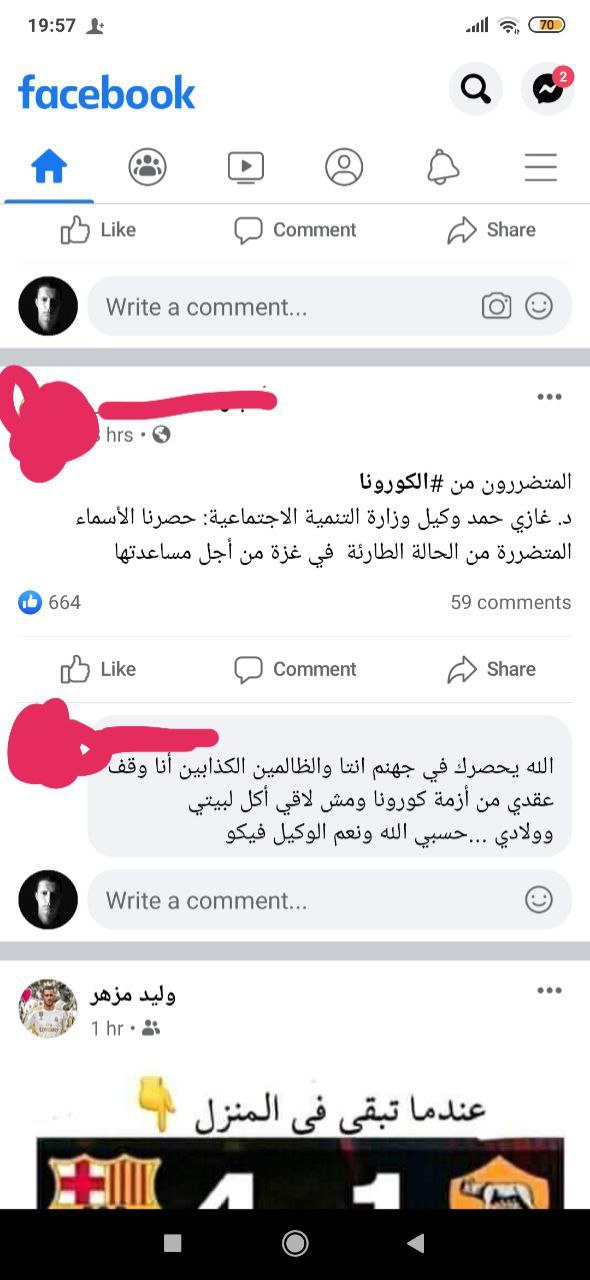 19:57
70
facebook
2
Like Comment Share
Write a comment...
hrs
المتضررون من #الكورونا
د. غازي حمد وكيل وزارة التنمية الاجتماعية: حصرنا الأسماء
المتضررة من الحالة الطارئة في غزة من أجل مساعدتها
664 59 comments
Like Comment Share
الله يحصرك في جهنم انتا والظالمين الكذابين أنا وقف
عقدي من أزمة كورونا ومش لاقي أكل لبيتي
وولادي ...حسبي الله ونعم الوكيل فيكو
Write a comment...
وليد مزهر
1 hr
عندما تبقى في المنزل
4 1